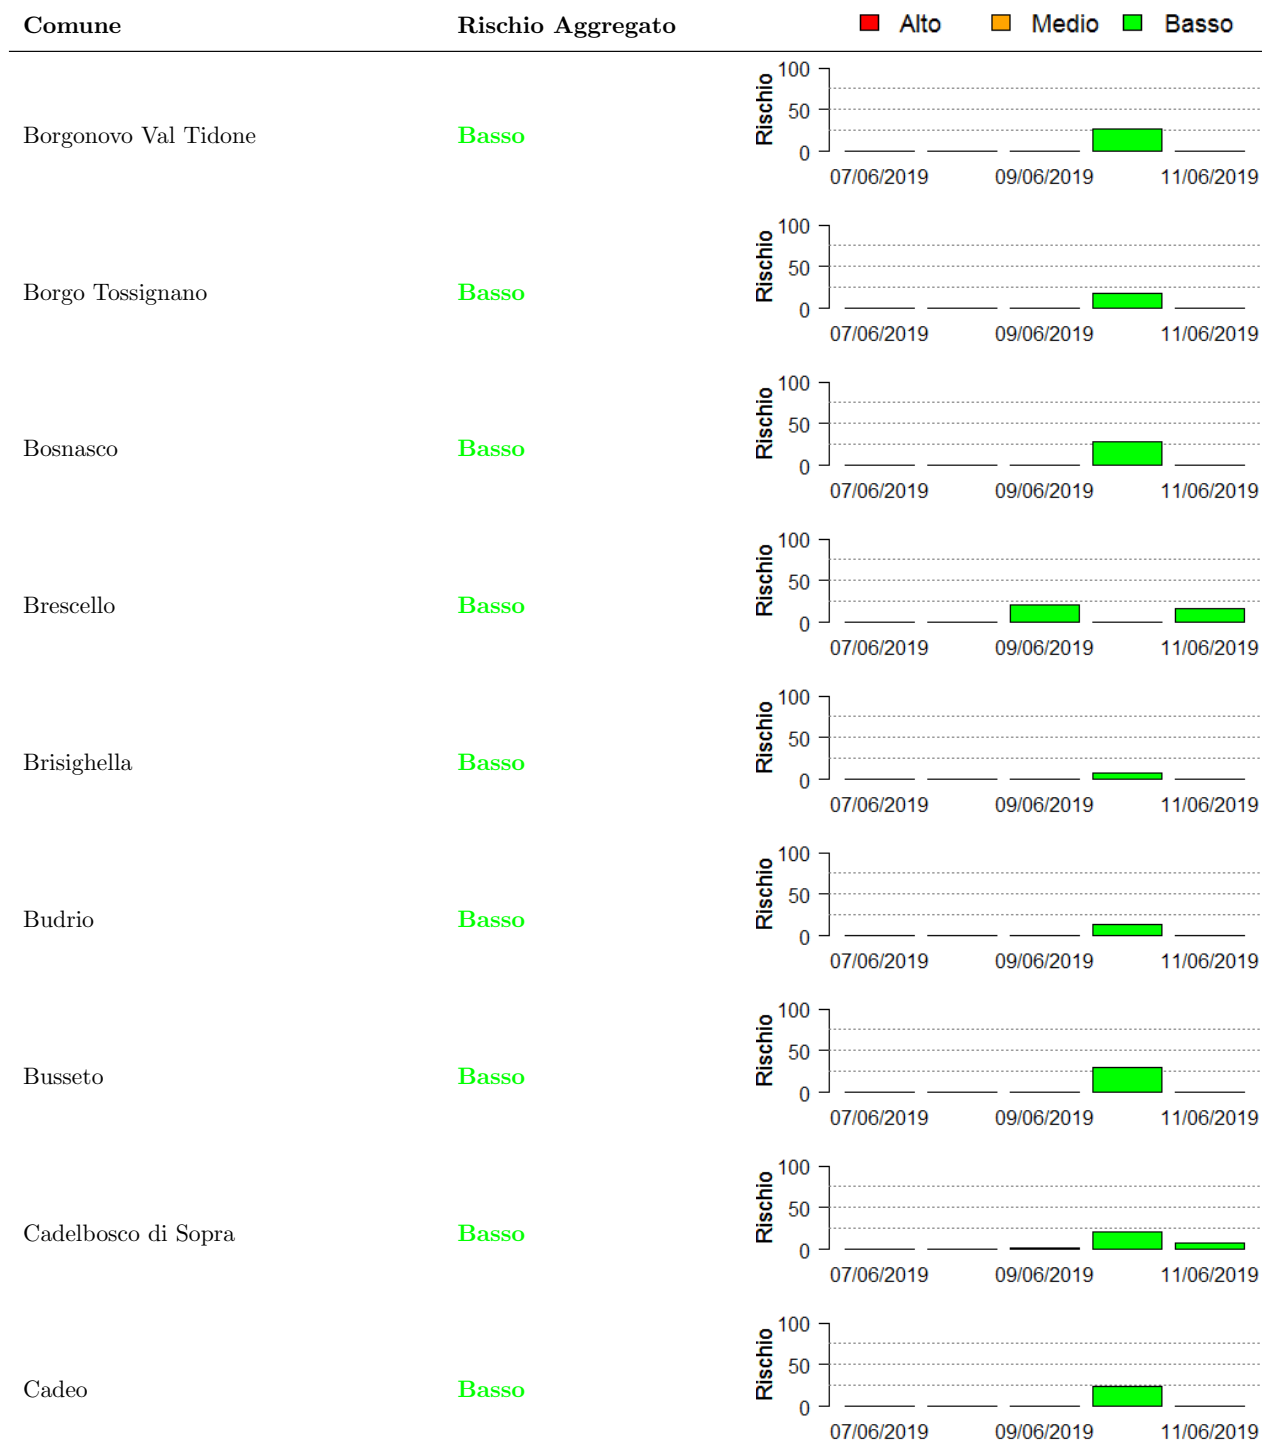 Comune Rischio Aggregato Alto Medio Basso
100
50
0
Rischio
Borgonovo Val Tidone Basso
07/06/2019 09/06/2019 11/06/2019
100
50
0
Rischio
Borgo Tossignano Basso
07/06/2019 09/06/2019 11/06/2019
100
50
0
Rischio
Bosnasco Basso
07/06/2019 09/06/2019 11/06/2019
100
50
0
Rischio
Brescello Basso
07/06/2019 09/06/2019 11/06/2019
100
50
0
Rischio
Brisighella Basso
07/06/2019 09/06/2019 11/06/2019
100
50
0
Rischio
Budrio Basso
07/06/2019 09/06/2019 11/06/2019
100
50
0
Rischio
Busseto Basso
07/06/2019 09/06/2019 11/06/2019
100
50
0
Rischio
Cadelbosco di Sopra Basso
07/06/2019 09/06/2019 11/06/2019
100
50
0
Rischio
Cadeo Basso
07/06/2019 09/06/2019 11/06/2019